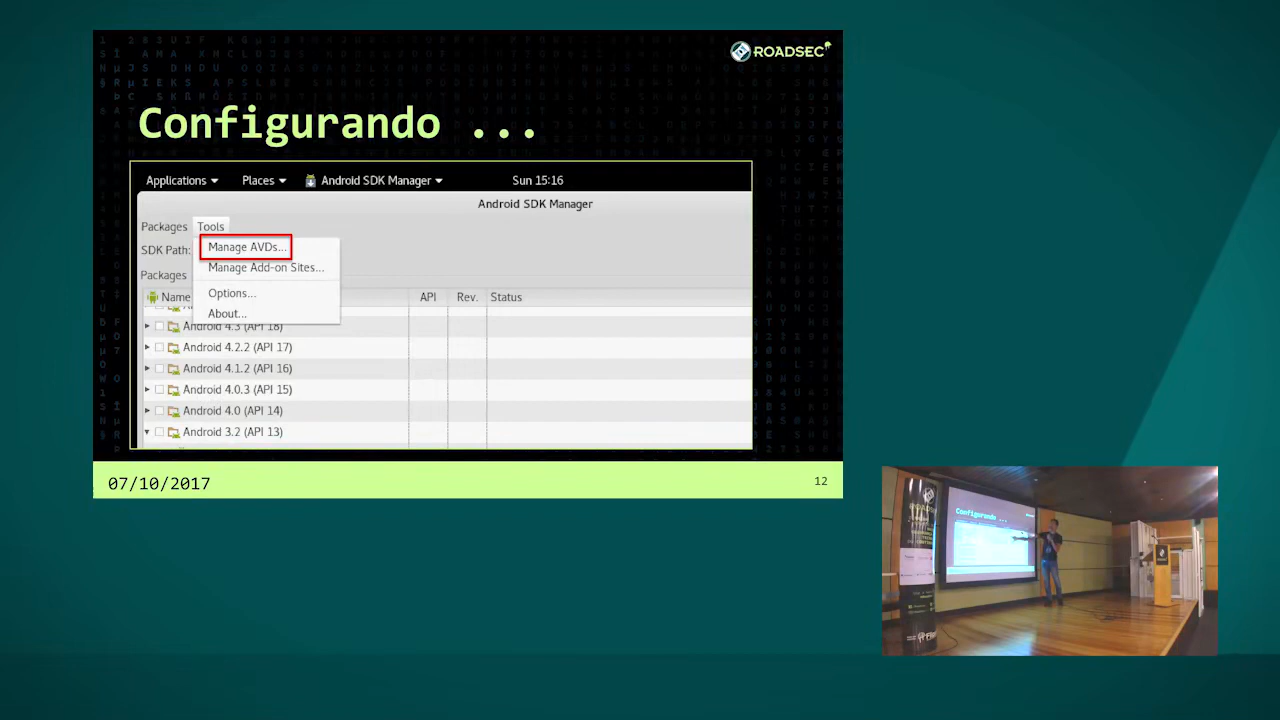 ROADSEC
Configurando ...
Applications Places Android SDK Manager Sun 15:16
Android SDK Manager
Packages Tools
Manage AVDs...
SDK Path:
Manage Add-on Sites...
Packages
Options...
Name API Rev. Status
About...
Android 4.3 (API 18)
Android 4.2.2 (API 17)
Android 4.1.2 (API 16)
Android 4.0.3 (API 15)
Android 4.0 (API 14)
Android 3.2 (API 13)
07/10/2017 12
Configurando ...